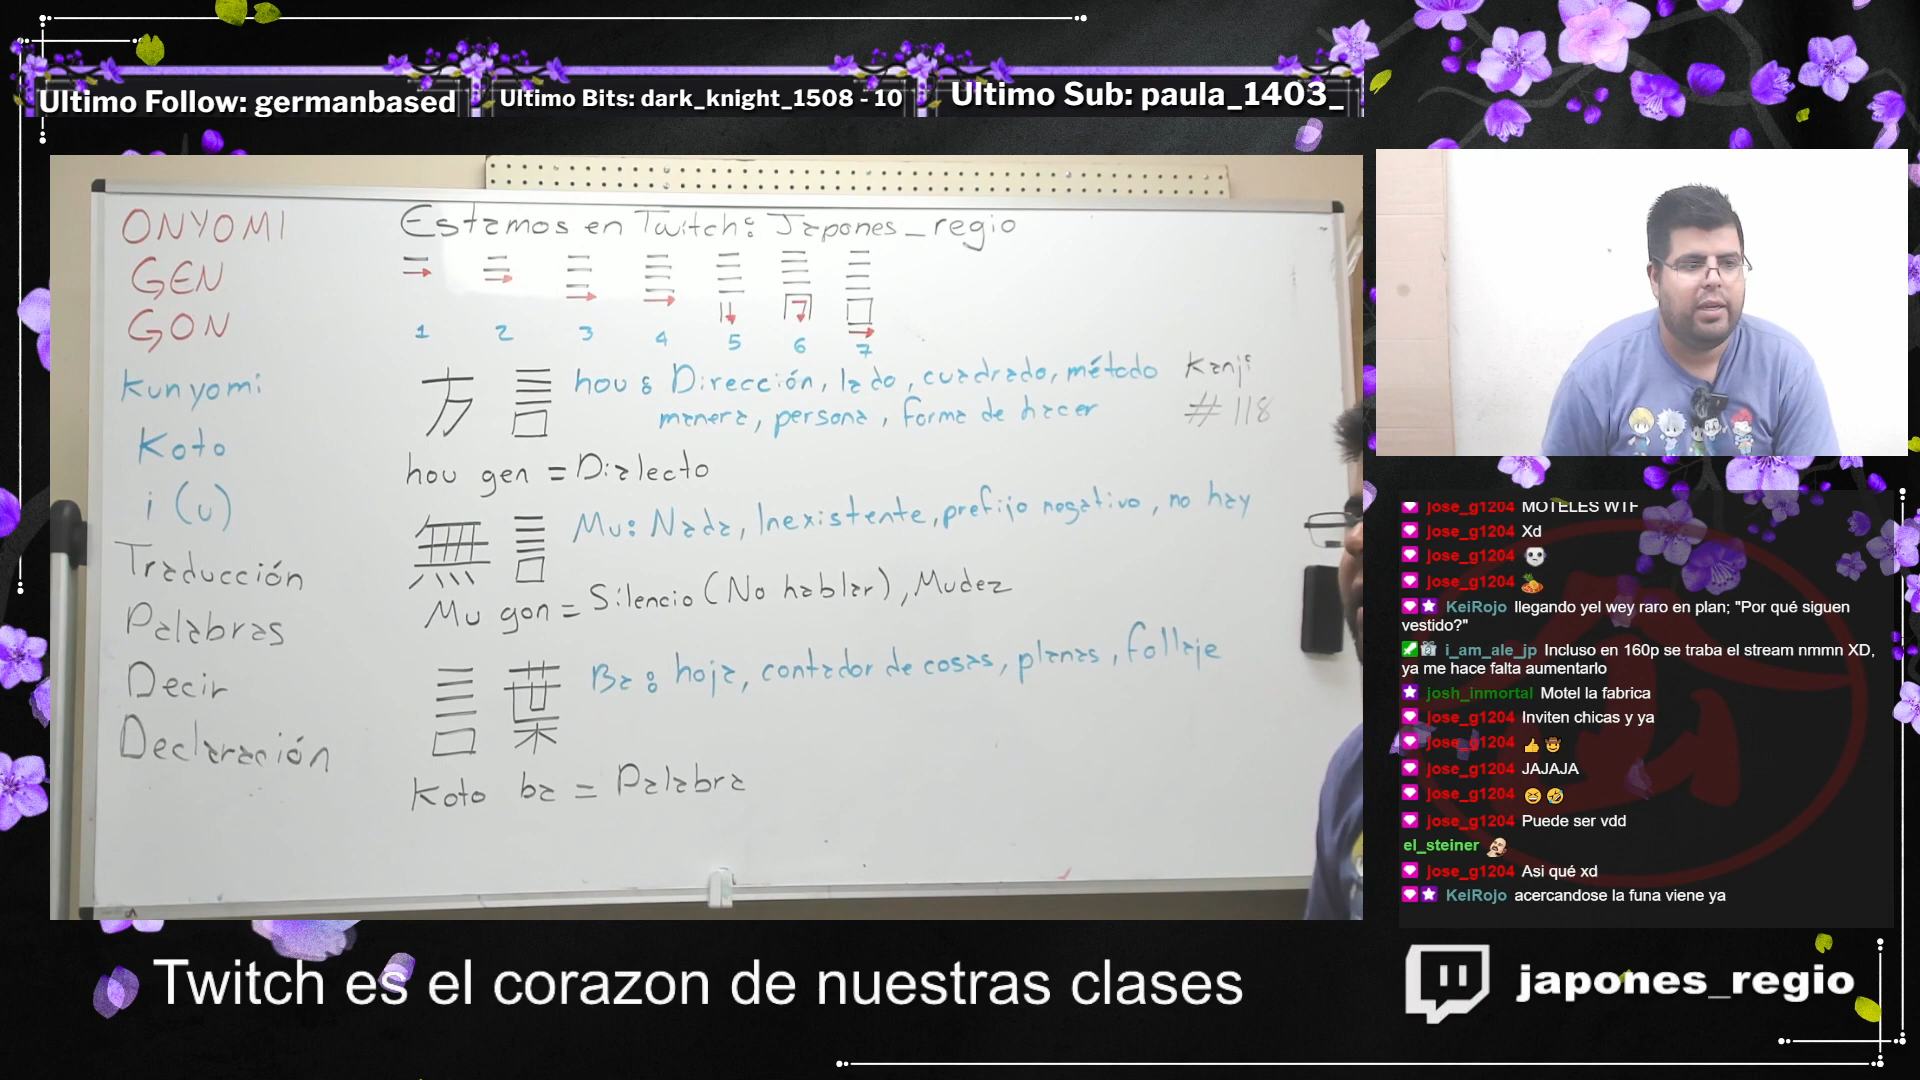 Ultimo Follow: germanbased
Ultimo Bits: dark_knight_1508 - 10
Ultimo Sub: paula_1403_
ONYOMI
GEN
GON
Kunyomi
Koto
i (u)
Traducción
Palabras
Decir
Declaración
Estamos en Twitch: Japones_regio
1 2 3 4 5 6 7
方言 hou: Dirección, lado, cuadrado, método
manera, persona, forma de hacer
Kanji
#118
hou gen = Dialecto
無言 Mu: Nada, Inexistente, prefijo negativo, no hay
Mu gon = Silencio (No hablar), Mudez
言葉 Ba: hoja, contador de cosas, planas, follaje
Koto ba = Palabra
jose_g1204 MOTELES WTF
jose_g1204 Xd
jose_g1204
jose_g1204
KeiRojo llegando yel wey raro en plan; "Por qué siguen
vestido?"
i_am_ale_jp Incluso en 160p se traba el stream nmmn XD,
ya me hace falta aumentarlo
josh_inmortal Motel la fabrica
jose_g1204 Inviten chicas y ya
jose_g1204 👍🤠
jose_g1204 JAJAJA
jose_g1204 😆🤣
jose_g1204 Puede ser vdd
el_steiner
jose_g1204 Asi qué xd
KeiRojo acercandose la funa viene ya
Twitch es el corazon de nuestras clases
japones_regio